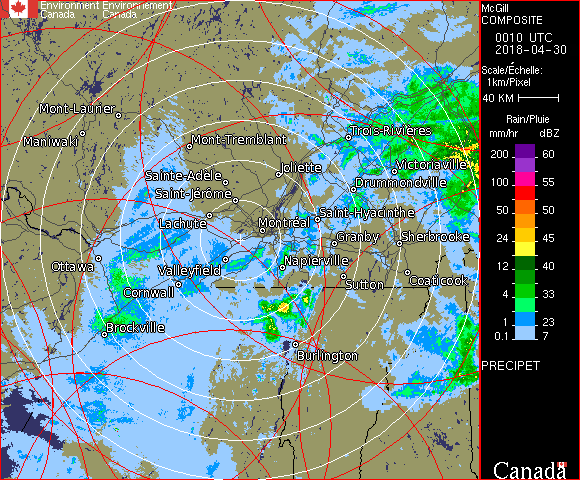 Environment Environnement
Canada Canada
McGill
COMPOSITE
0010 UTC
2018-04-30
Scale/Échelle:
1km/Pixel
40 KM
Rain/Pluie
mm/hr dBZ
200 60
100 55
50 50
24 45
12 40
4 33
1 23
0.1 7
PRECIPET
Canada
Mont-Laurier
Maniwaki
Mont-Tremblant
Trois-Rivières
Joliette
Victoriaville
Sainte-Adèle
Drummondville
Saint-Jérôme
Saint-Hyacinthe
Lachute
Montréal
Granby
Sherbrooke
Ottawa
Valleyfield
Napierville
Sutton
Coaticook
Cornwall
Brockville
Burlington